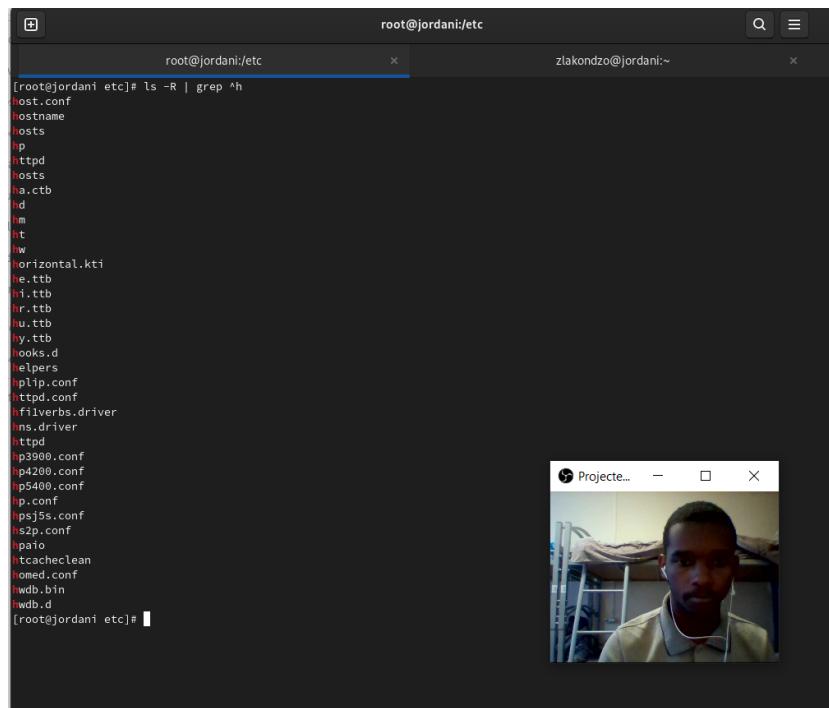 root@jordani:/etc
root@jordani:/etc × zlakondzo@jordani:~ ×
[root@jordani etc]# ls -R | grep ^h
host.conf
hostname
hosts
hp
httpd
hosts
ha.ctb
hd
hm
ht
hw
horizontal.kti
he.ttb
hi.ttb
hr.ttb
hu.ttb
hy.ttb
hooks.d
helpers
hplip.conf
httpd.conf
hfi1verbs.driver
hns.driver
httpd
hp3900.conf
hp4200.conf
hp5400.conf
hp.conf
hpsj5s.conf
hs2p.conf
hpaio
htcacheclean
homed.conf
hwdb.bin
hwdb.d
[root@jordani etc]#
Projecte...